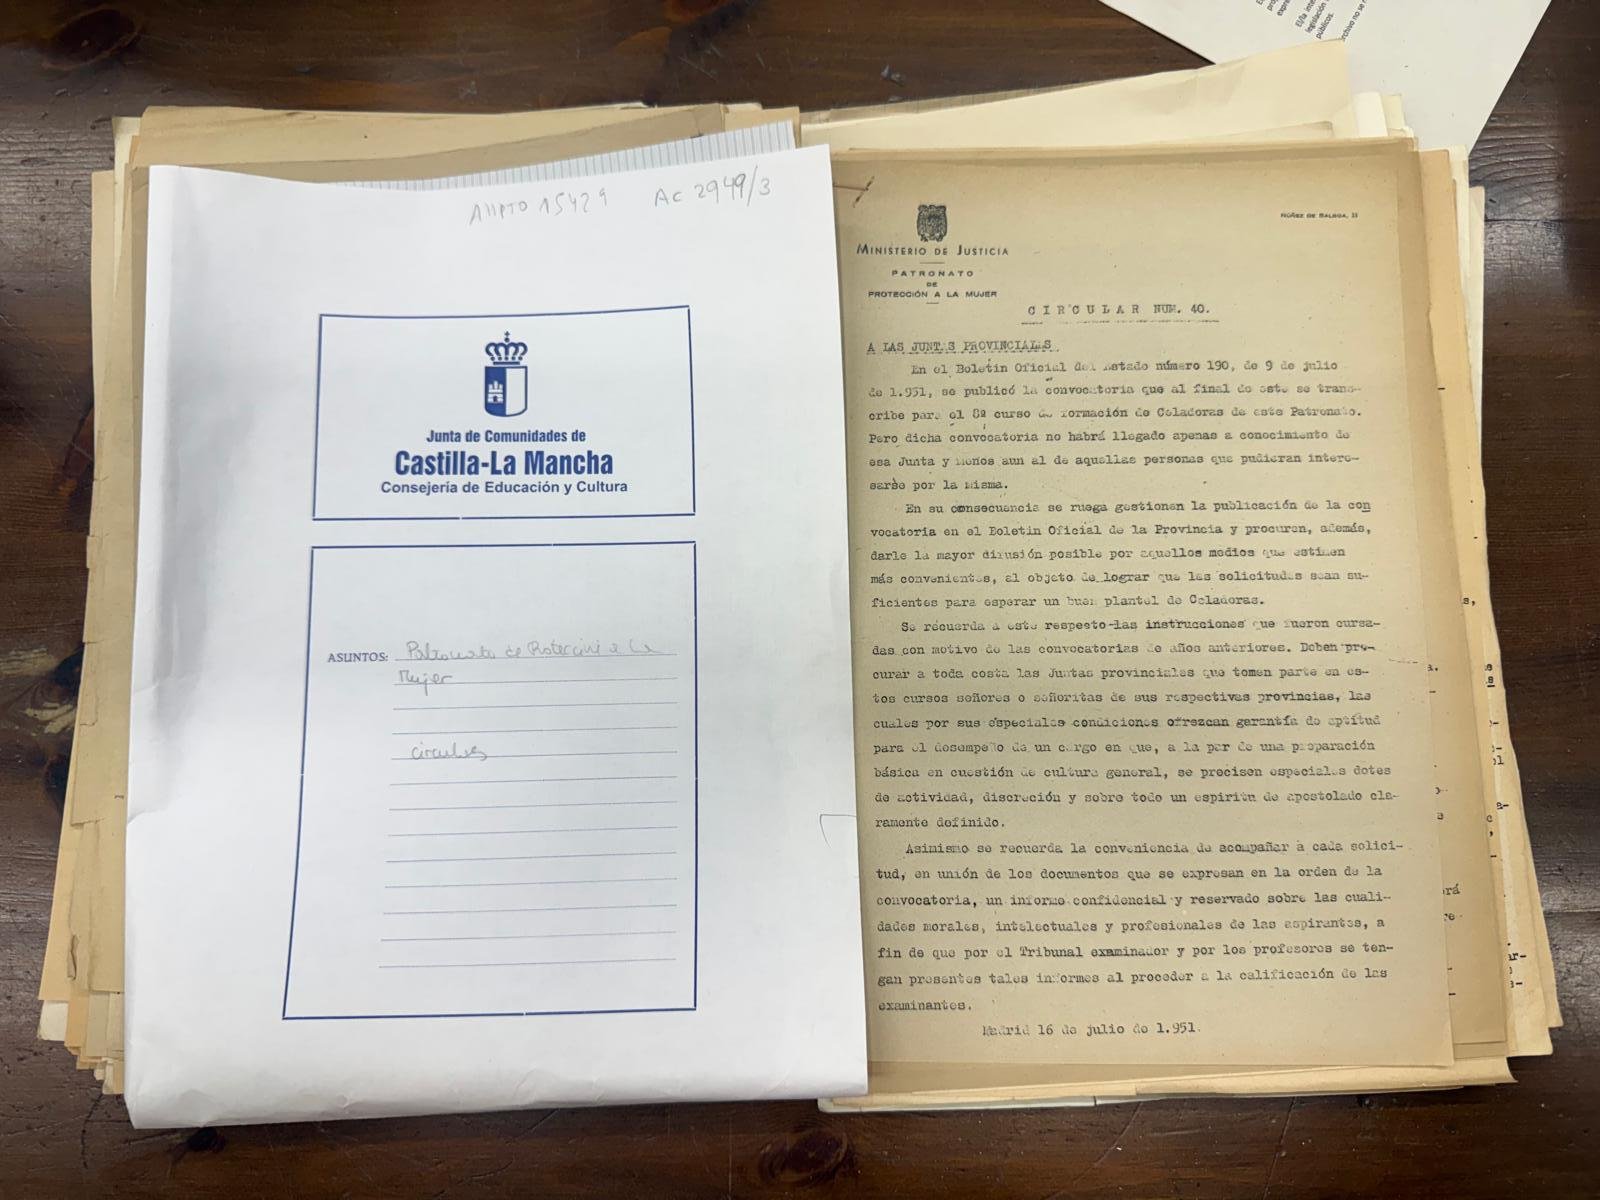 AHPTO 15429 Ac 2949/3
Junta de Comunidades de
Castilla-La Mancha
Consejería de Educación y Cultura
ASUNTOS: Patronato de Protección a la
Mujer
circulares
MINISTERIO DE JUSTICIA
PATRONATO
DE
PROTECCIÓN A LA MUJER
NÚÑEZ DE BALBOA, 33
CIRCULAR NUM. 40.
A LAS JUNTAS PROVINCIALES
En el Boletín Oficial del Estado número 190, de 9 de julio
de 1.951, se publicó la convocatoria que al final de este se trans-
cribe para el 8º curso de formación de Celadoras de este Patronato.
Pero dicha convocatoria no habrá llegado apenas a conocimiento de
esa Junta y menos aun al de aquellas personas que pudieran intere-
sarse por la misma.
En su consecuencia se ruega gestionen la publicación de la con
vocatoria en el Boletin Oficial de la Provincia y procuren, además,
darle la mayor difusión posible por aquellos medios que estimen
más convenientes, al objeto de lograr que las solicitudes sean su-
ficientes para esperar un buen plantel de Celadoras.
Se recuerda a este respecto las instrucciones que fueron cursa-
das con motivo de las convocatorias de años anteriores. Deben pro-
curar a toda costa las Juntas provinciales que tomen parte en es-
tos cursos señores o señoritas de sus respectivas provincias, las
cuales por sus especiales condiciones ofrezcan garantía de aptitud
para el desempeño de un cargo en que, a la par de una preparación
básica en cuestión de cultura general, se precisen especiales dotes
de actividad, discreción y sobre todo un espiritu de apostolado cla-
ramente definido.
Asimismo se recuerda la conveniencia de acompañar a cada solici-
tud, en unión de los documentos que se expresan en la orden de la
convocatoria, un informe confidencial y reservado sobre las cuali-
dades morales, intelectuales y profesionales de las aspirantes, a
fin de que por el Tribunal examinador y por los profesores se ten-
gan presentes tales informes al proceder a la calificación de las
examinantes.
Madrid 16 de julio de 1.951.